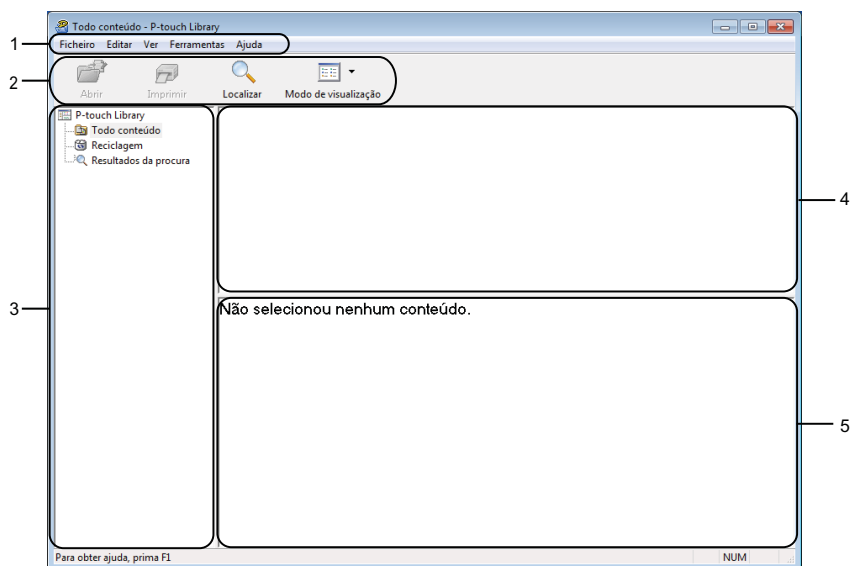 Todo conteúdo - P-touch Library
1
Ficheiro Editar Ver Ferramentas Ajuda
2
Abrir Imprimir Localizar Modo de visualização
P-touch Library
Todo conteúdo
Reciclagem
Resultados da procura
4
3
Não selecionou nenhum conteúdo.
5
Para obter ajuda, prima F1 NUM